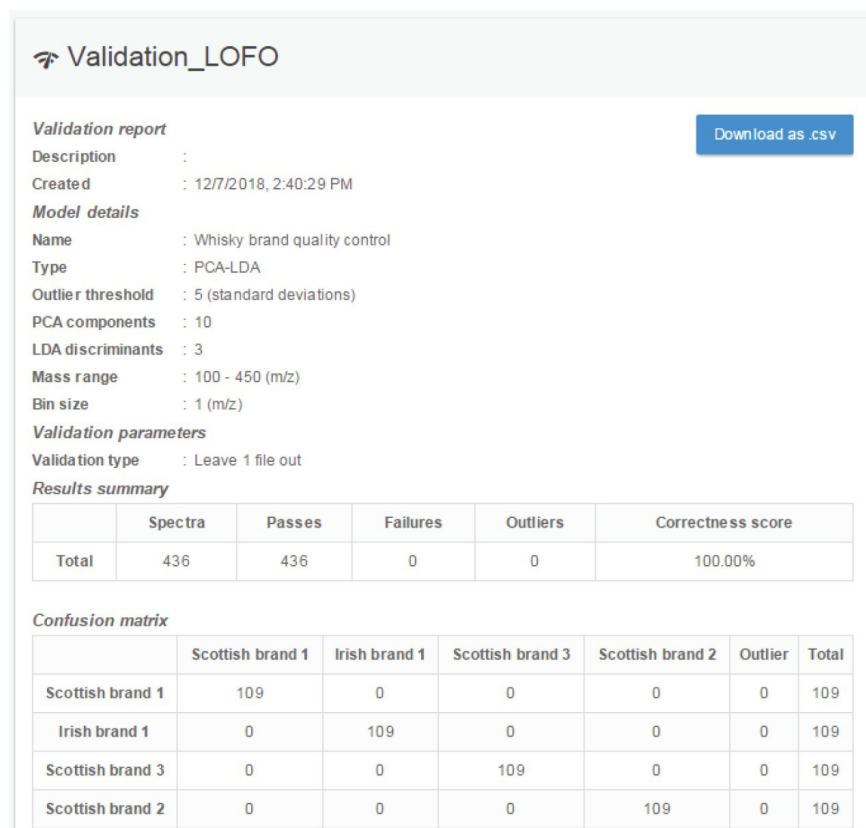 Validation_LOFO
Validation report
Download as .csv
Description :
Created : 12/7/2018, 2:40:29 PM
Model details
Name : Whisky brand quality control
Type : PCA-LDA
Outlier threshold : 5 (standard deviations)
PCA components : 10
LDA discriminants : 3
Mass range : 100 - 450 (m/z)
Bin size : 1 (m/z)
Validation parameters
Validation type : Leave 1 file out
Results summary
Spectra Passes Failures Outliers Correctness score
Total 436 436 0 0 100.00%
Confusion matrix
Scottish brand 1 Irish brand 1 Scottish brand 3 Scottish brand 2 Outlier Total
Scottish brand 1 109 0 0 0 0 109
Irish brand 1 0 109 0 0 0 109
Scottish brand 3 0 0 109 0 0 109
Scottish brand 2 0 0 0 109 0 109